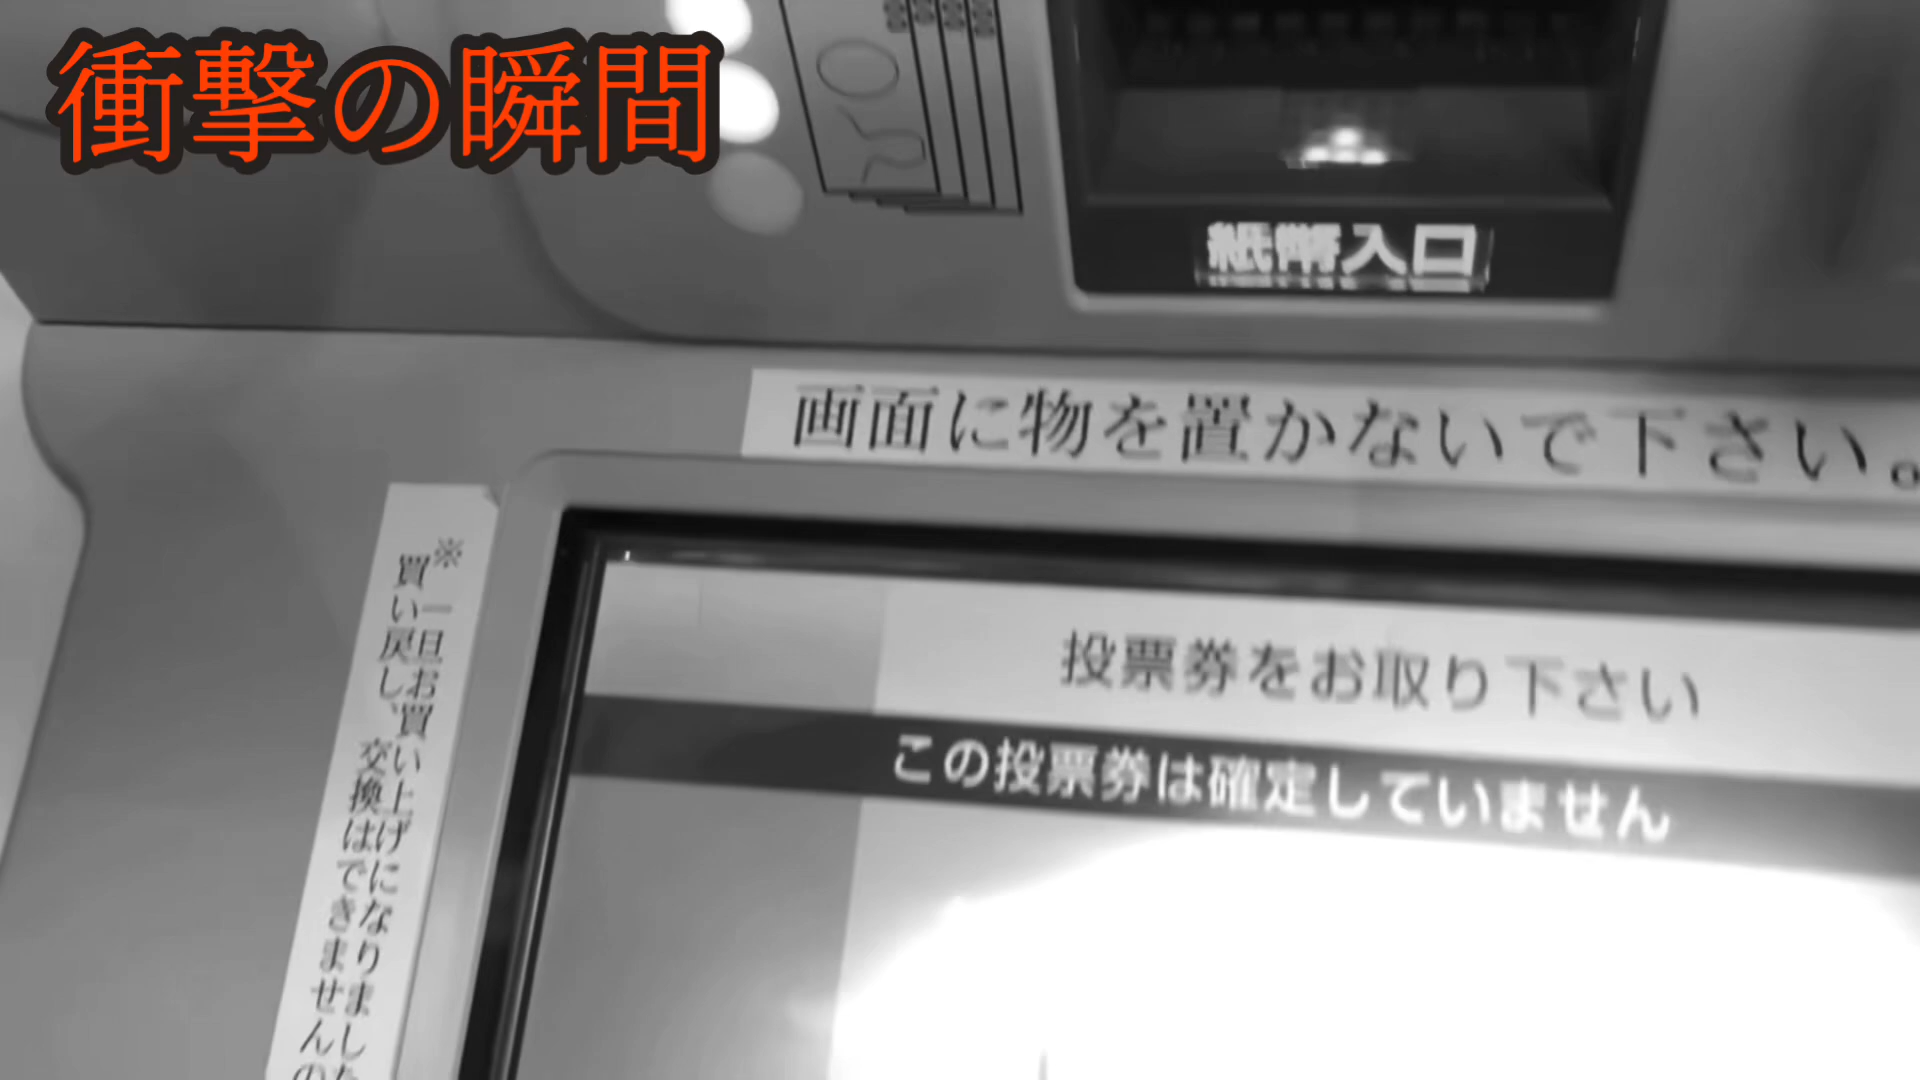 衝撃の瞬間
紙幣入口
画面に物を置かないで下さい。
※一旦お買い上げになりました
買い戻し、交換はできませんの
投票券をお取り下さい
この投票券は確定していません